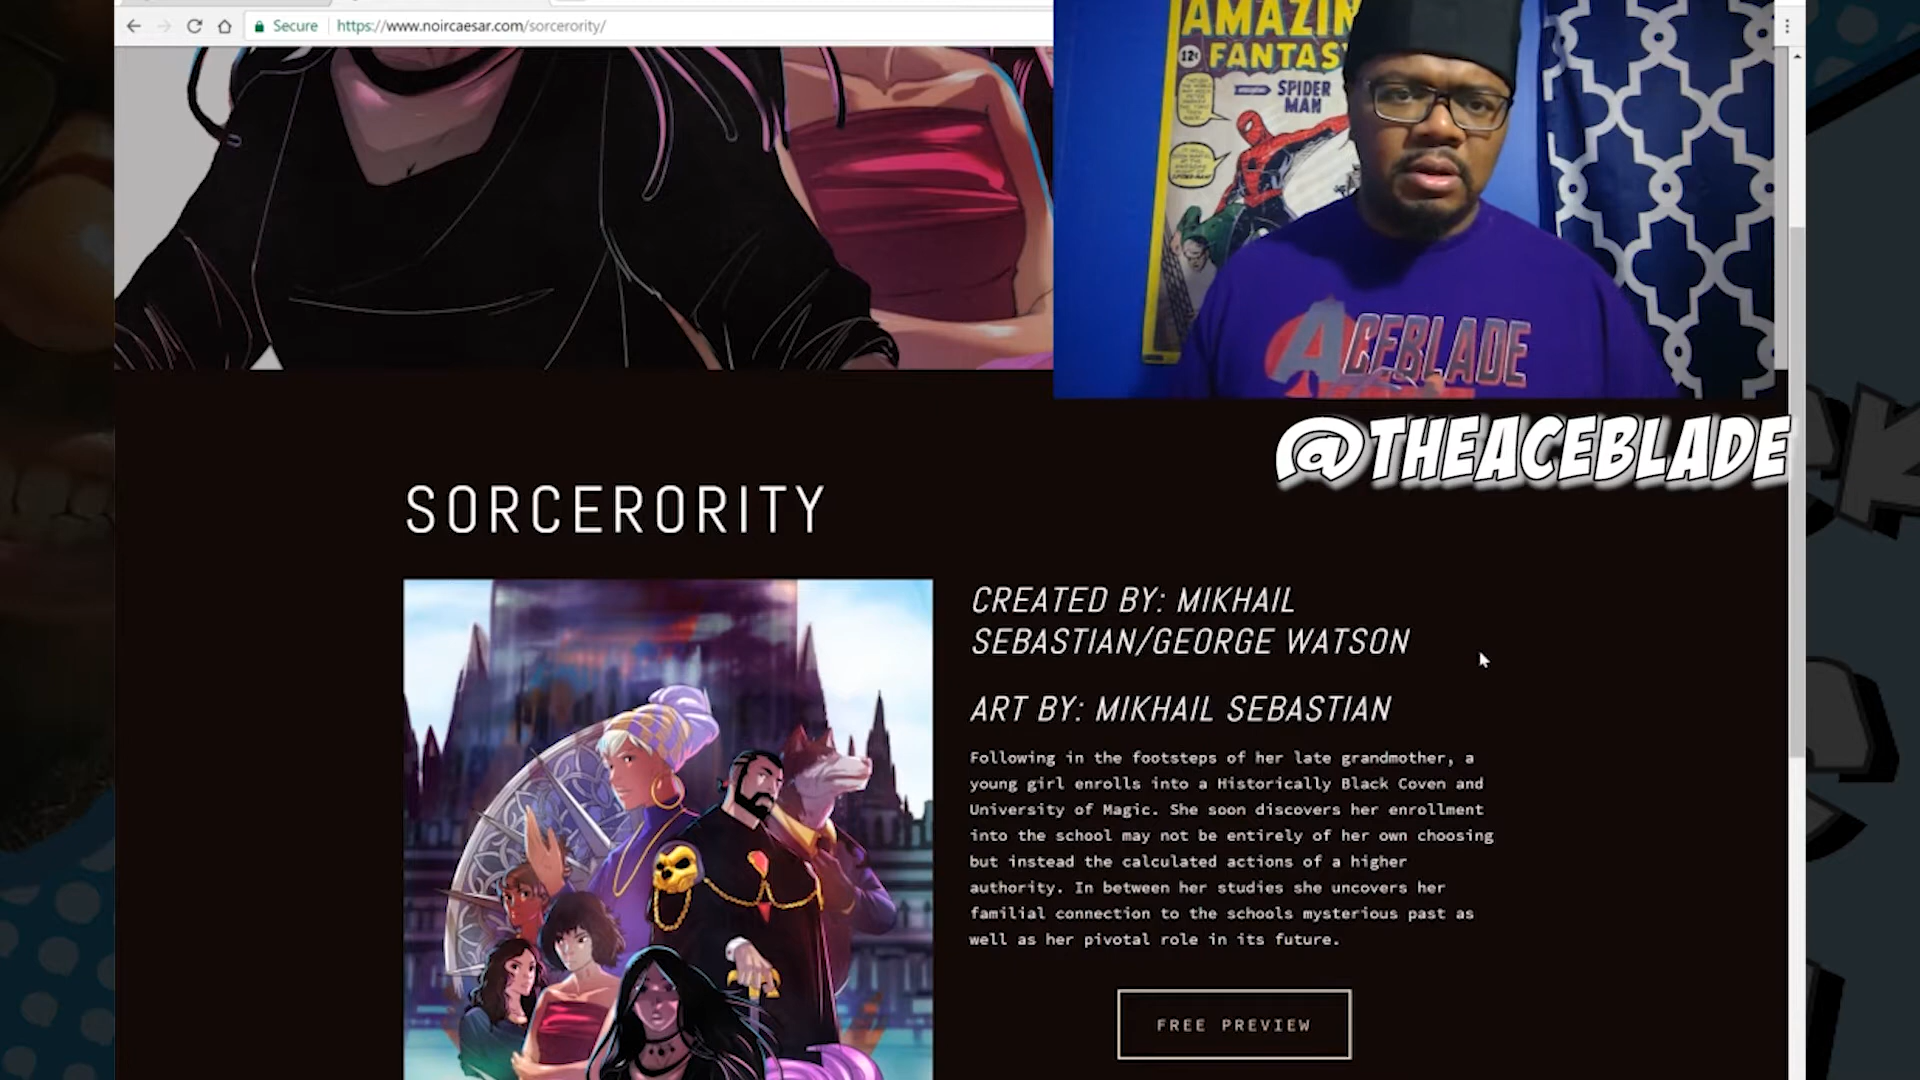 Secure https://www.noircaesar.com/sorcerority/
AMAZIN
12¢ FANTAS
SPIDER
MAN
ACEBLADE
@THEACEBLADE
SORCERORITY
CREATED BY: MIKHAIL
SEBASTIAN/GEORGE WATSON
ART BY: MIKHAIL SEBASTIAN
Following in the footsteps of her late grandmother, a
young girl enrolls into a Historically Black Coven and
University of Magic. She soon discovers her enrollment
into the school may not be entirely of her own choosing
but instead the calculated actions of a higher
authority. In between her studies she uncovers her
familial connection to the schools mysterious past as
well as her pivotal role in its future.
FREE PREVIEW